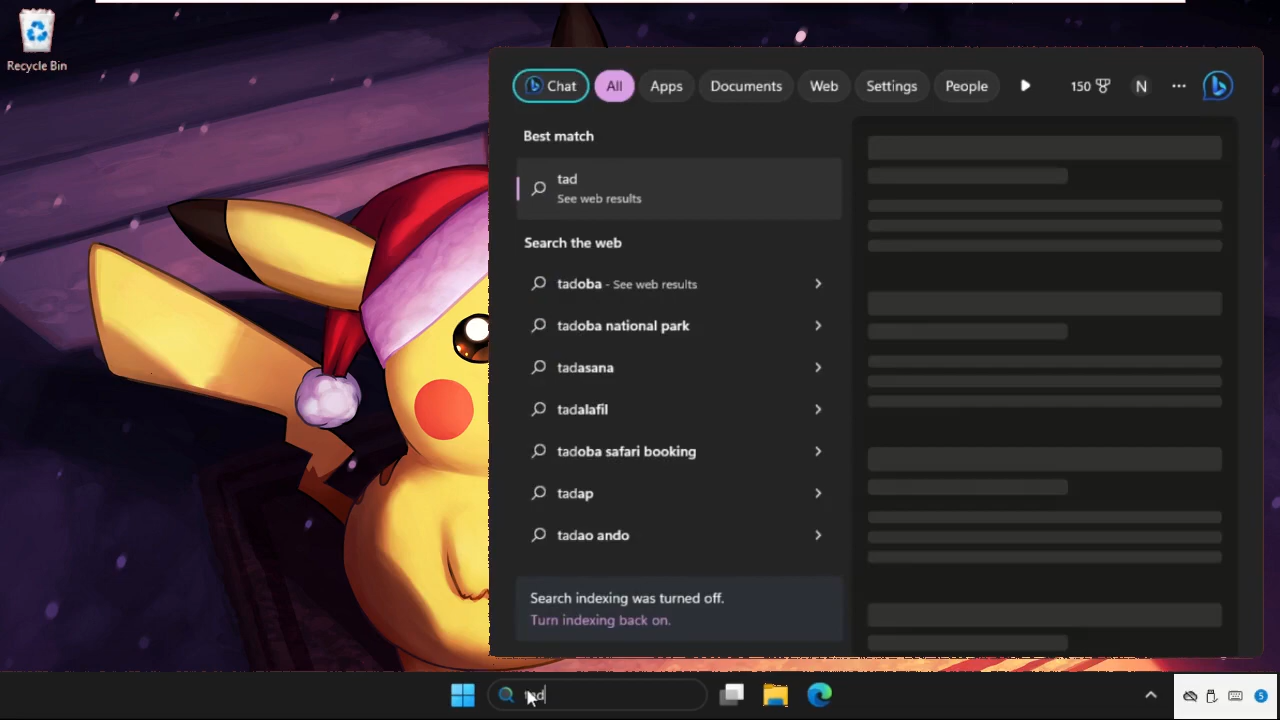 Recycle Bin
Chat All Apps Documents Web Settings People 150 N
Best match
tad
See web results
Search the web
tadoba - See web results
tadoba national park
tadasana
tadalafil
tadoba safari booking
tadap
tadao ando
Search indexing was turned off.
Turn indexing back on.
tad
5